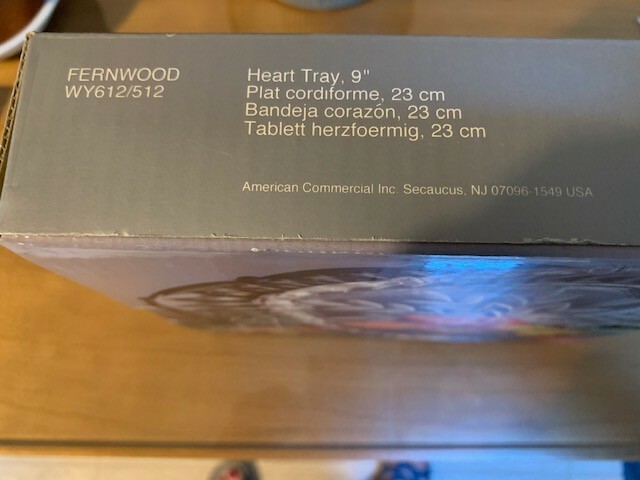 FERNWOOD
WY612/512
Heart Tray, 9"
Plat cordiforme, 23 cm
Bandeja corazón, 23 cm
Tablett herzfoermig, 23 cm
American Commercial Inc. Secaucus, NJ 07096-1549 USA